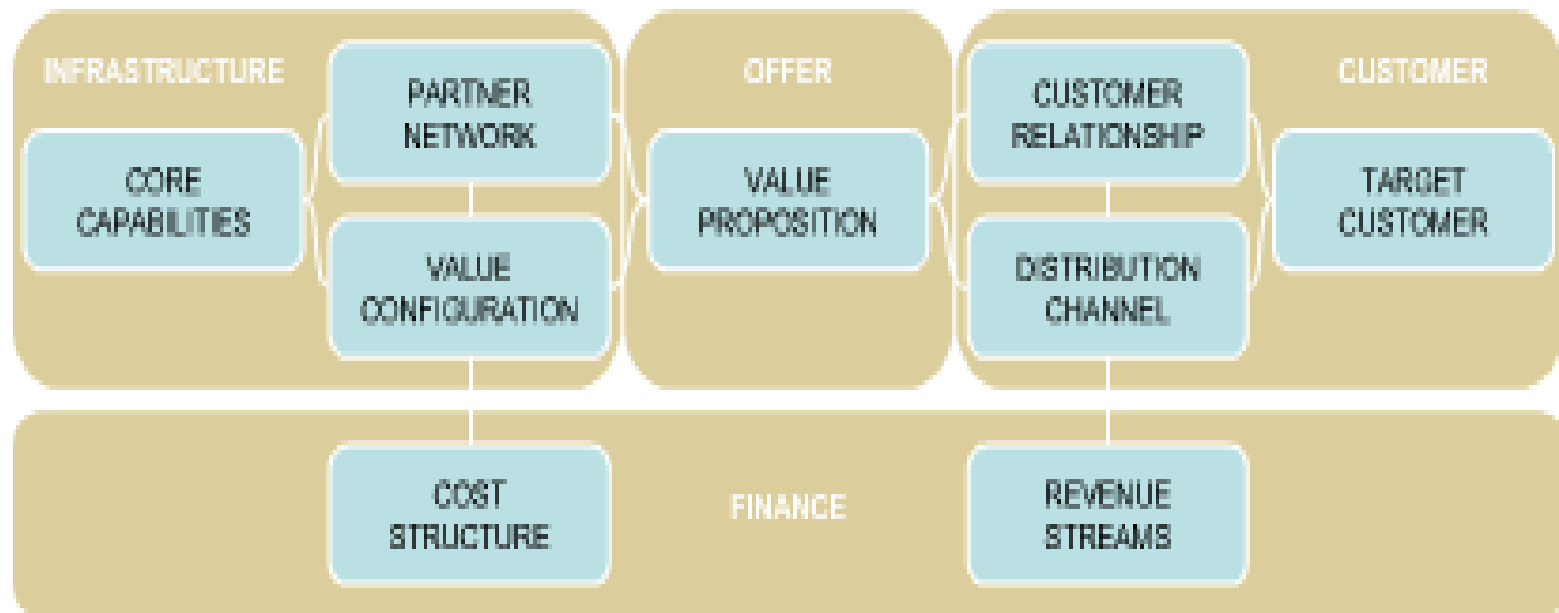 INFRASTRUCTURE
PARTNER
NETWORK
CORE
CAPABILITIES
VALUE
CONFIGURATION
OFFER
VALUE
PROPOSITION
CUSTOMER
CUSTOMER
RELATIONSHIP
TARGET
CUSTOMER
DISTRIBUTION
CHANNEL
COST
STRUCTURE
FINANCE
REVENUE
STREAMS